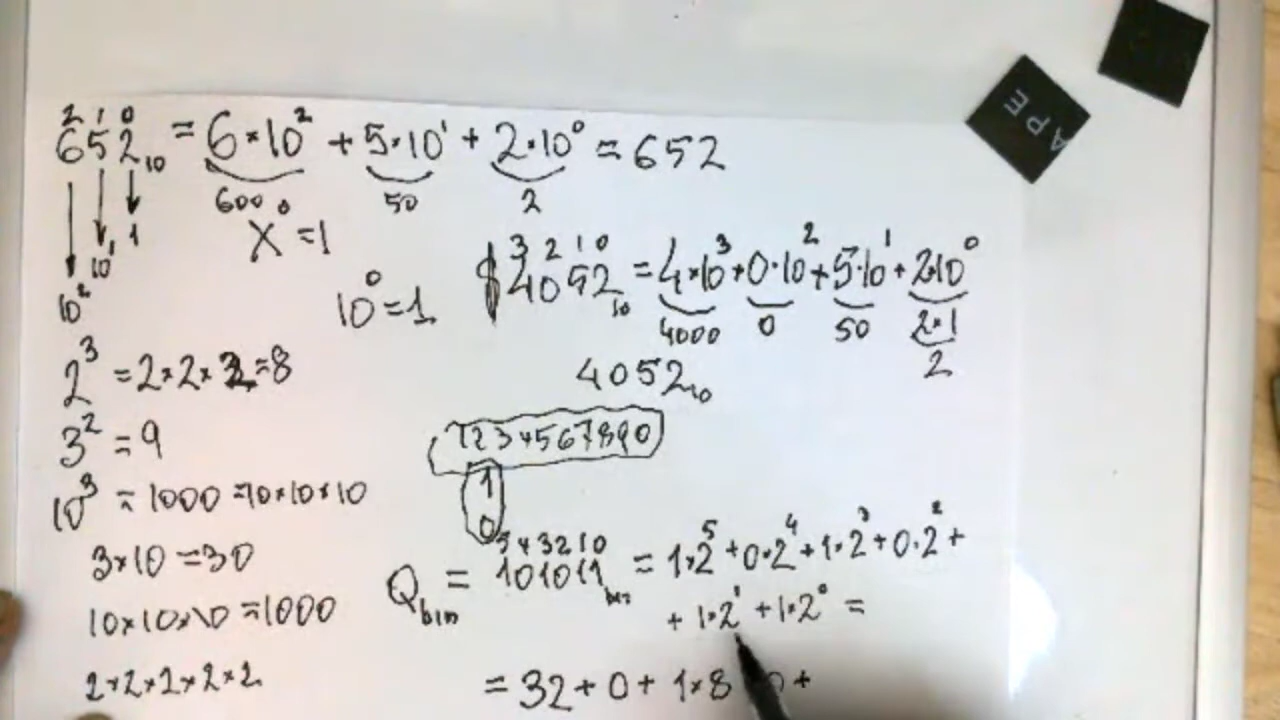 2 1 0
652₁₀ = 6×10² + 5·10¹ + 2·10⁰ = 652
600 50 2
10² 10¹ 1
X⁰ = 1
10⁰ = 1
3 2 1 0
$4052₁₀ = 4×10³ + 0·10² + 5·10¹ + 2·10⁰
4000 0 50 2×1
2
4052₁₀
2³ = 2×2×2 = 8
3² = 9
10³ = 1000 = 10×10×10
3×10 = 30
10×10×10 = 1000
2×2×2×2×2
1234567890
1
0
5 4 3 2 1 0
Q_bin = 101011 = 1×2⁵ + 0·2⁴ + 1·2³ + 0·2² +
+ 1·2¹ + 1×2⁰ =
= 32 + 0 + 1×8 0 +
APE